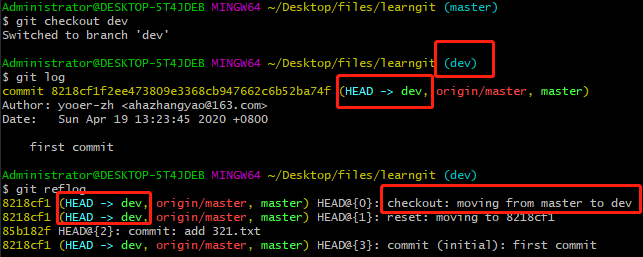 Administrator@DESKTOP-5T4JDEB MINGW64 ~/Desktop/files/learngit (master)
$ git checkout dev
Switched to branch 'dev'
Administrator@DESKTOP-5T4JDEB MINGW64 ~/Desktop/files/learngit (dev)
$ git log
commit 8218cf1f2ee473809e3368cb947662c6b52ba74f (HEAD -> dev, origin/master, master)
Author: yooer-zh <ahazhangyao@163.com>
Date:   Sun Apr 19 13:23:45 2020 +0800
    first commit
Administrator@DESKTOP-5T4JDEB MINGW64 ~/Desktop/files/learngit (dev)
$ git reflog
8218cf1 (HEAD -> dev, origin/master, master) HEAD@{0}: checkout: moving from master to dev
8218cf1 (HEAD -> dev, origin/master, master) HEAD@{1}: reset: moving to 8218cf1
85b182f HEAD@{2}: commit: add 321.txt
8218cf1 (HEAD -> dev, origin/master, master) HEAD@{3}: commit (initial): first commit